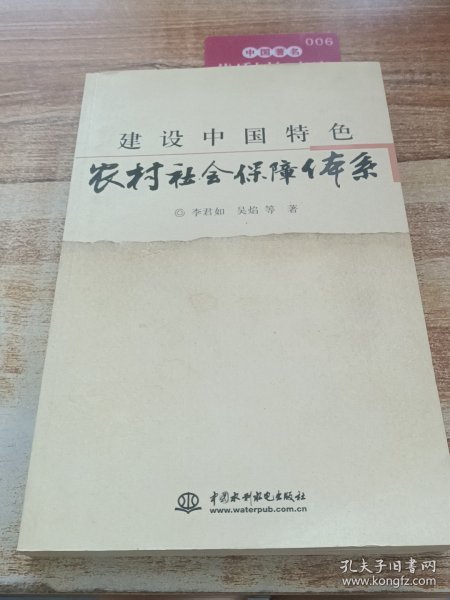 006
中国著名
建设中国特色
农村社会保障体系
◎ 李君如 吴焰 等 著
中国水利水电出版社
www.waterpub.com.cn
孔夫子旧书网
www.kongfz.com